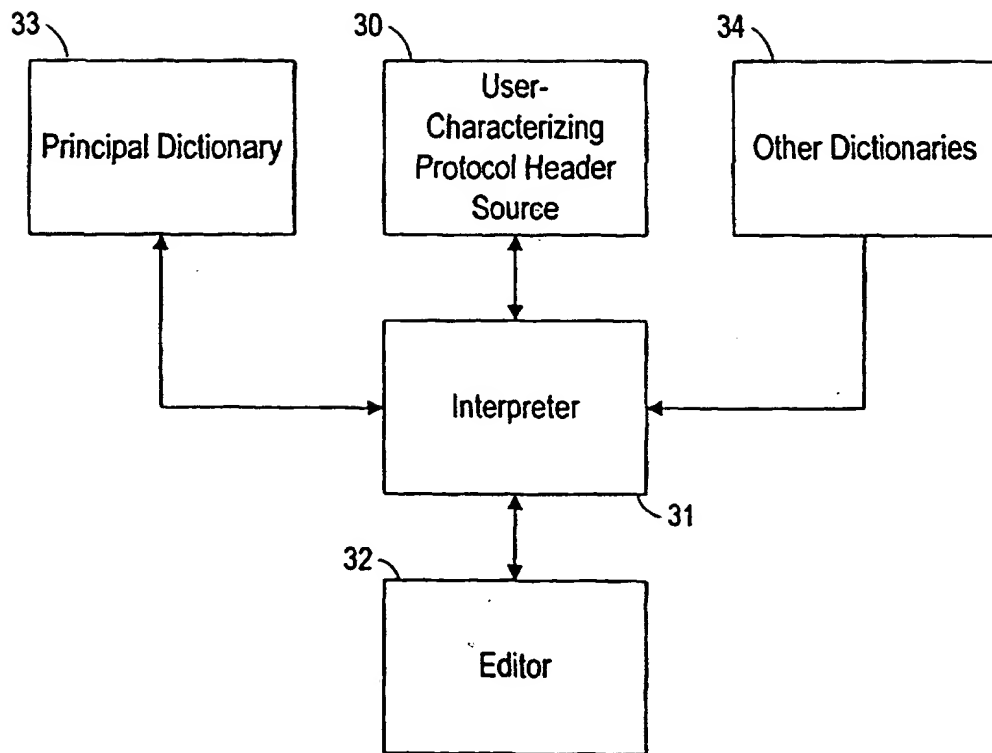 33
30
34
Principal Dictionary
User-
Characterizing
Protocol Header
Source
Other Dictionaries
Interpreter
31
32
Editor